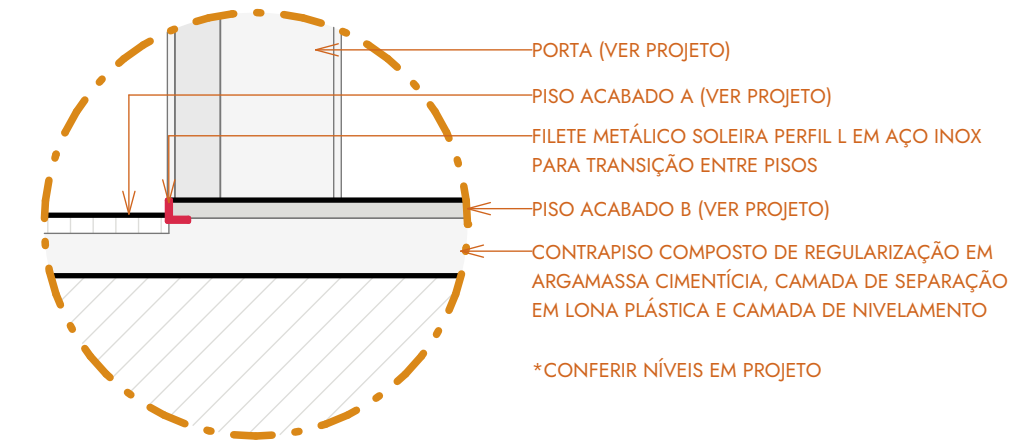 PORTA (VER PROJETO)
PISO ACABADO A (VER PROJETO)
FILETE METÁLICO SOLEIRA PERFIL L EM AÇO INOX
PARA TRANSIÇÃO ENTRE PISOS
PISO ACABADO B (VER PROJETO)
CONTRAPISO COMPOSTO DE REGULARIZAÇÃO EM
ARGAMASSA CIMENTÍCIA, CAMADA DE SEPARAÇÃO
EM LONA PLÁSTICA E CAMADA DE NIVELAMENTO
*CONFERIR NÍVEIS EM PROJETO